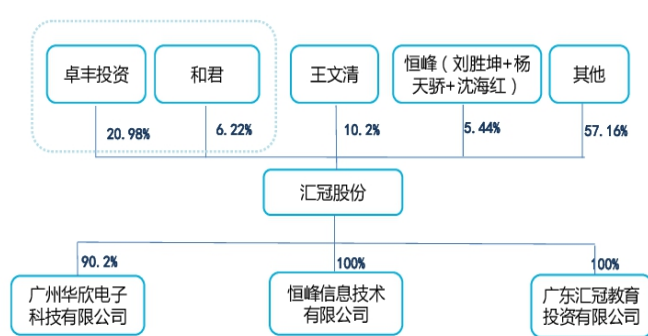 卓丰投资
和君
王文清
恒峰（刘胜坤+杨
天骄+沈海红）
其他
20.98%
6.22%
10.2%
5.44%
57.16%
汇冠股份
90.2%
100%
100%
广州华欣电子
科技有限公司
恒峰信息技术
有限公司
广东汇冠教育
投资有限公司